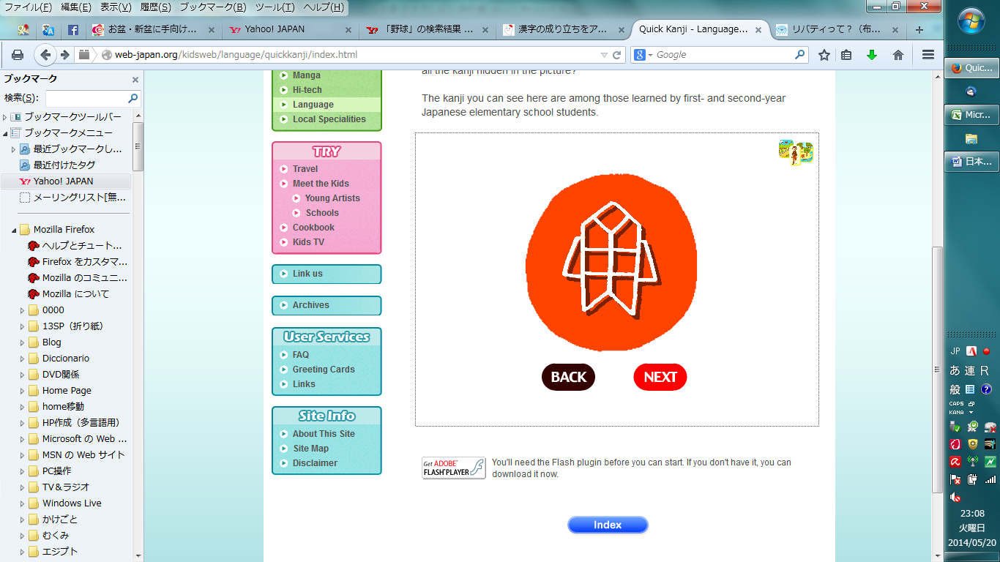 ファイル(F) 編集(E) 表示(V) 履歴(S) ブックマーク(B) ツール(T) ヘルプ(H)
お盆・新盆に手向け...
Yahoo! JAPAN
「野球」の検索結果 ...
漢字の成り立ちをア...
Quick Kanji - Language...
リバティって？（布...
web-japan.org/kidsweb/language/quickkanji/index.html
Google
ブックマーク
検索(S):
ブックマークツールバー
ブックマークメニュー
最近ブックマークし...
最近付けたタグ
Yahoo! JAPAN
メーリングリスト[無...
Mozilla Firefox
ヘルプとチュート...
Firefox をカスタマ...
Mozilla のコミュニ...
Mozilla について
0000
13SP（折り紙）
Blog
Diccionario
DVD関係
Home Page
home移動
HP作成（多言語用）
Microsoft の Web ...
MSN の Web サイト
PC操作
TV＆ラジオ
Windows Live
かけごと
むくみ
エジプト
Manga
Hi-tech
Language
Local Specialities
TRY
Travel
Meet the Kids
Young Artists
Schools
Cookbook
Kids TV
Link us
Archives
User Services
FAQ
Greeting Cards
Links
Site Info
About This Site
Site Map
Disclaimer
all the kanji hidden in the picture?
The kanji you can see here are among those learned by first- and second-year
Japanese elementary school students.
BACK
NEXT
Get ADOBE
FLASH PLAYER
You'll need the Flash plugin before you can start. If you don't have it, you can
download it now.
Index
Quic...
Micr...
日本...
JP
あ 連 R
般
CAPS
KANA
23:08
火曜日
2014/05/20